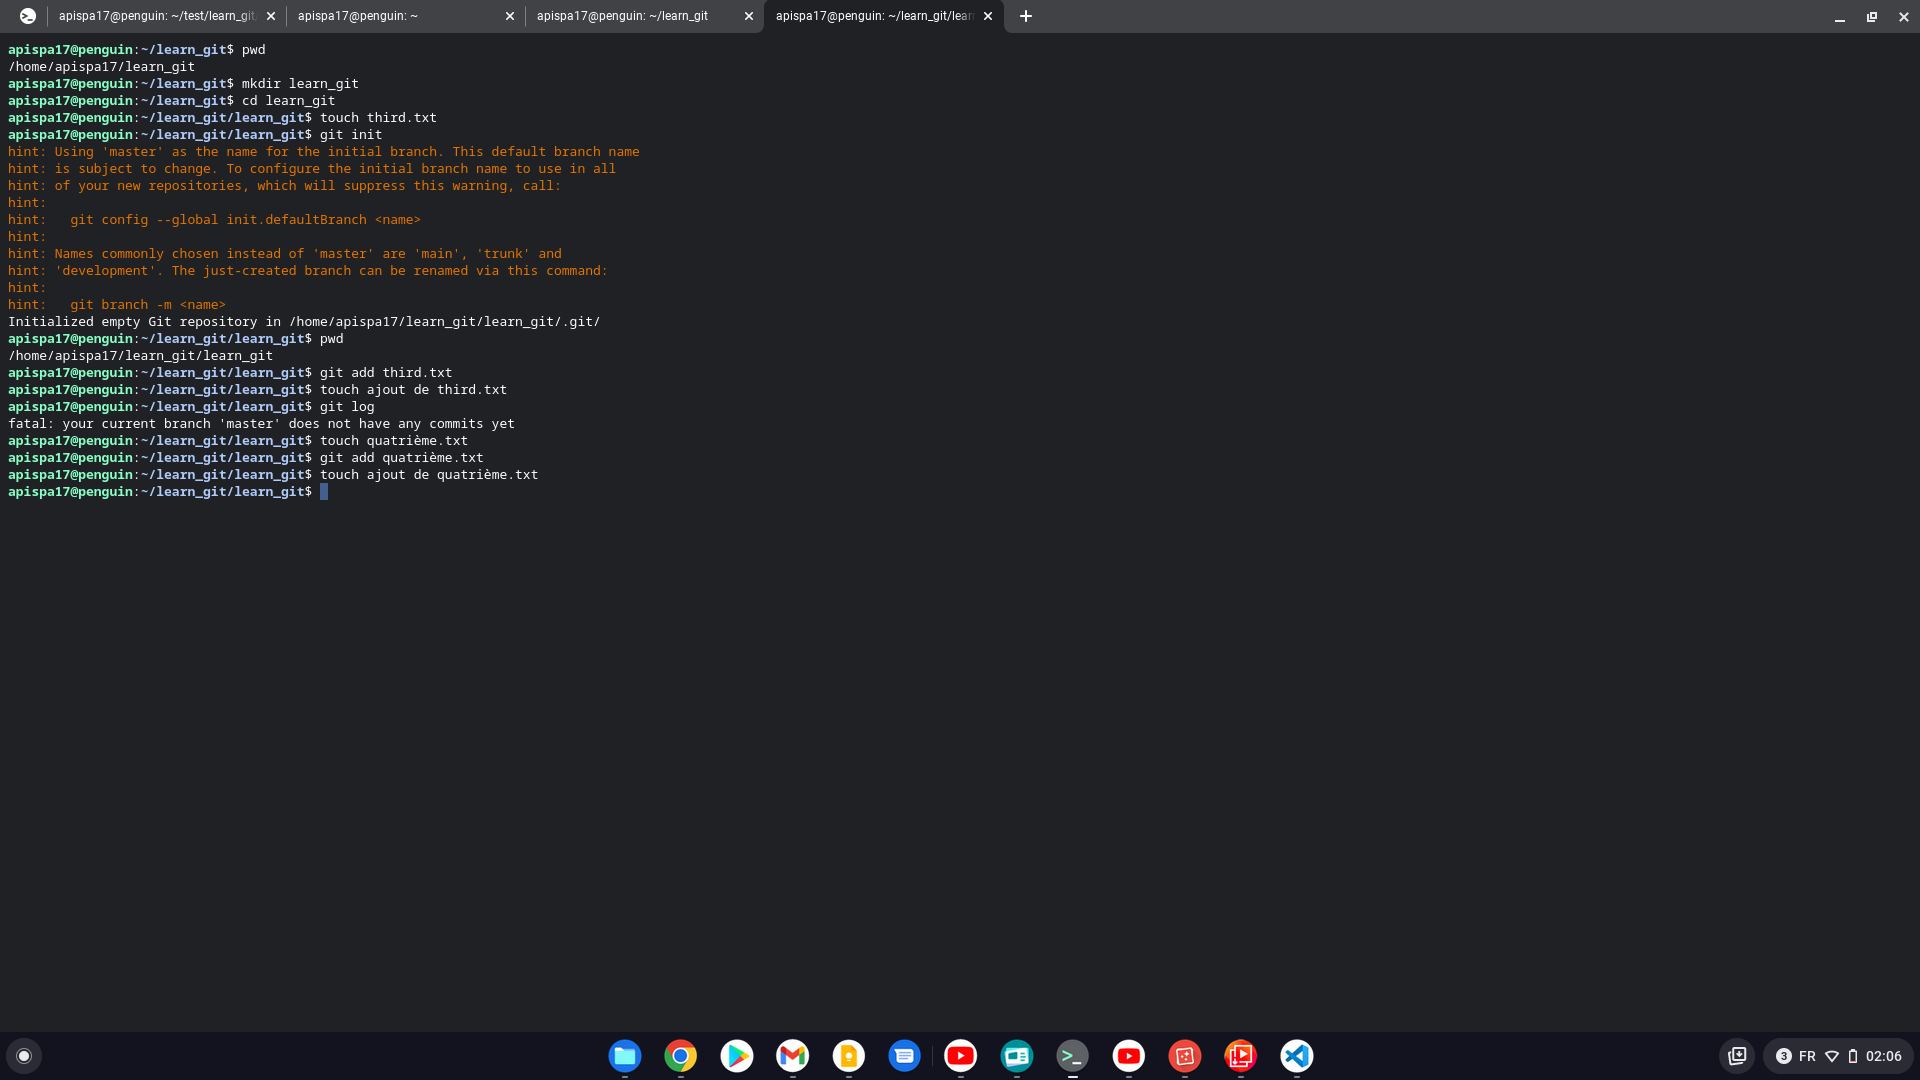 apispa17@penguin: ~/test/learn_git
apispa17@penguin: ~
apispa17@penguin: ~/learn_git
apispa17@penguin: ~/learn_git/lear
apispa17@penguin:~/learn_git$ pwd
/home/apispa17/learn_git
apispa17@penguin:~/learn_git$ mkdir learn_git
apispa17@penguin:~/learn_git$ cd learn_git
apispa17@penguin:~/learn_git/learn_git$ touch third.txt
apispa17@penguin:~/learn_git/learn_git$ git init
hint: Using 'master' as the name for the initial branch. This default branch name
hint: is subject to change. To configure the initial branch name to use in all
hint: of your new repositories, which will suppress this warning, call:
hint:
hint:   git config --global init.defaultBranch <name>
hint:
hint: Names commonly chosen instead of 'master' are 'main', 'trunk' and
hint: 'development'. The just-created branch can be renamed via this command:
hint:
hint:   git branch -m <name>
Initialized empty Git repository in /home/apispa17/learn_git/learn_git/.git/
apispa17@penguin:~/learn_git/learn_git$ pwd
/home/apispa17/learn_git/learn_git
apispa17@penguin:~/learn_git/learn_git$ git add third.txt
apispa17@penguin:~/learn_git/learn_git$ touch ajout de third.txt
apispa17@penguin:~/learn_git/learn_git$ git log
fatal: your current branch 'master' does not have any commits yet
apispa17@penguin:~/learn_git/learn_git$ touch quatrième.txt
apispa17@penguin:~/learn_git/learn_git$ git add quatrième.txt
apispa17@penguin:~/learn_git/learn_git$ touch ajout de quatrième.txt
apispa17@penguin:~/learn_git/learn_git$
3 FR 02:06